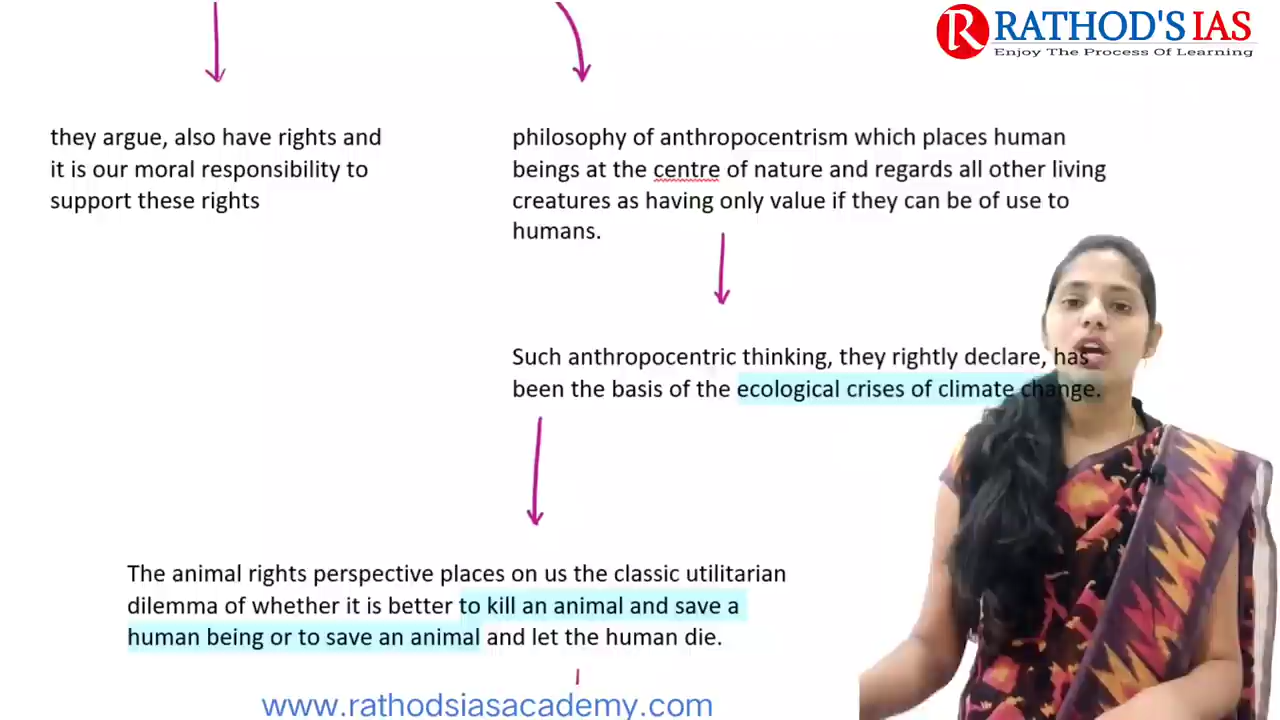 RATHOD'S IAS
Enjoy The Process Of Learning
they argue, also have rights and
it is our moral responsibility to
support these rights
philosophy of anthropocentrism which places human
beings at the centre of nature and regards all other living
creatures as having only value if they can be of use to
humans.
Such anthropocentric thinking, they rightly declare, has
been the basis of the ecological crises of climate change.
The animal rights perspective places on us the classic utilitarian
dilemma of whether it is better to kill an animal and save a
human being or to save an animal and let the human die.
www.rathodsiasacademy.com